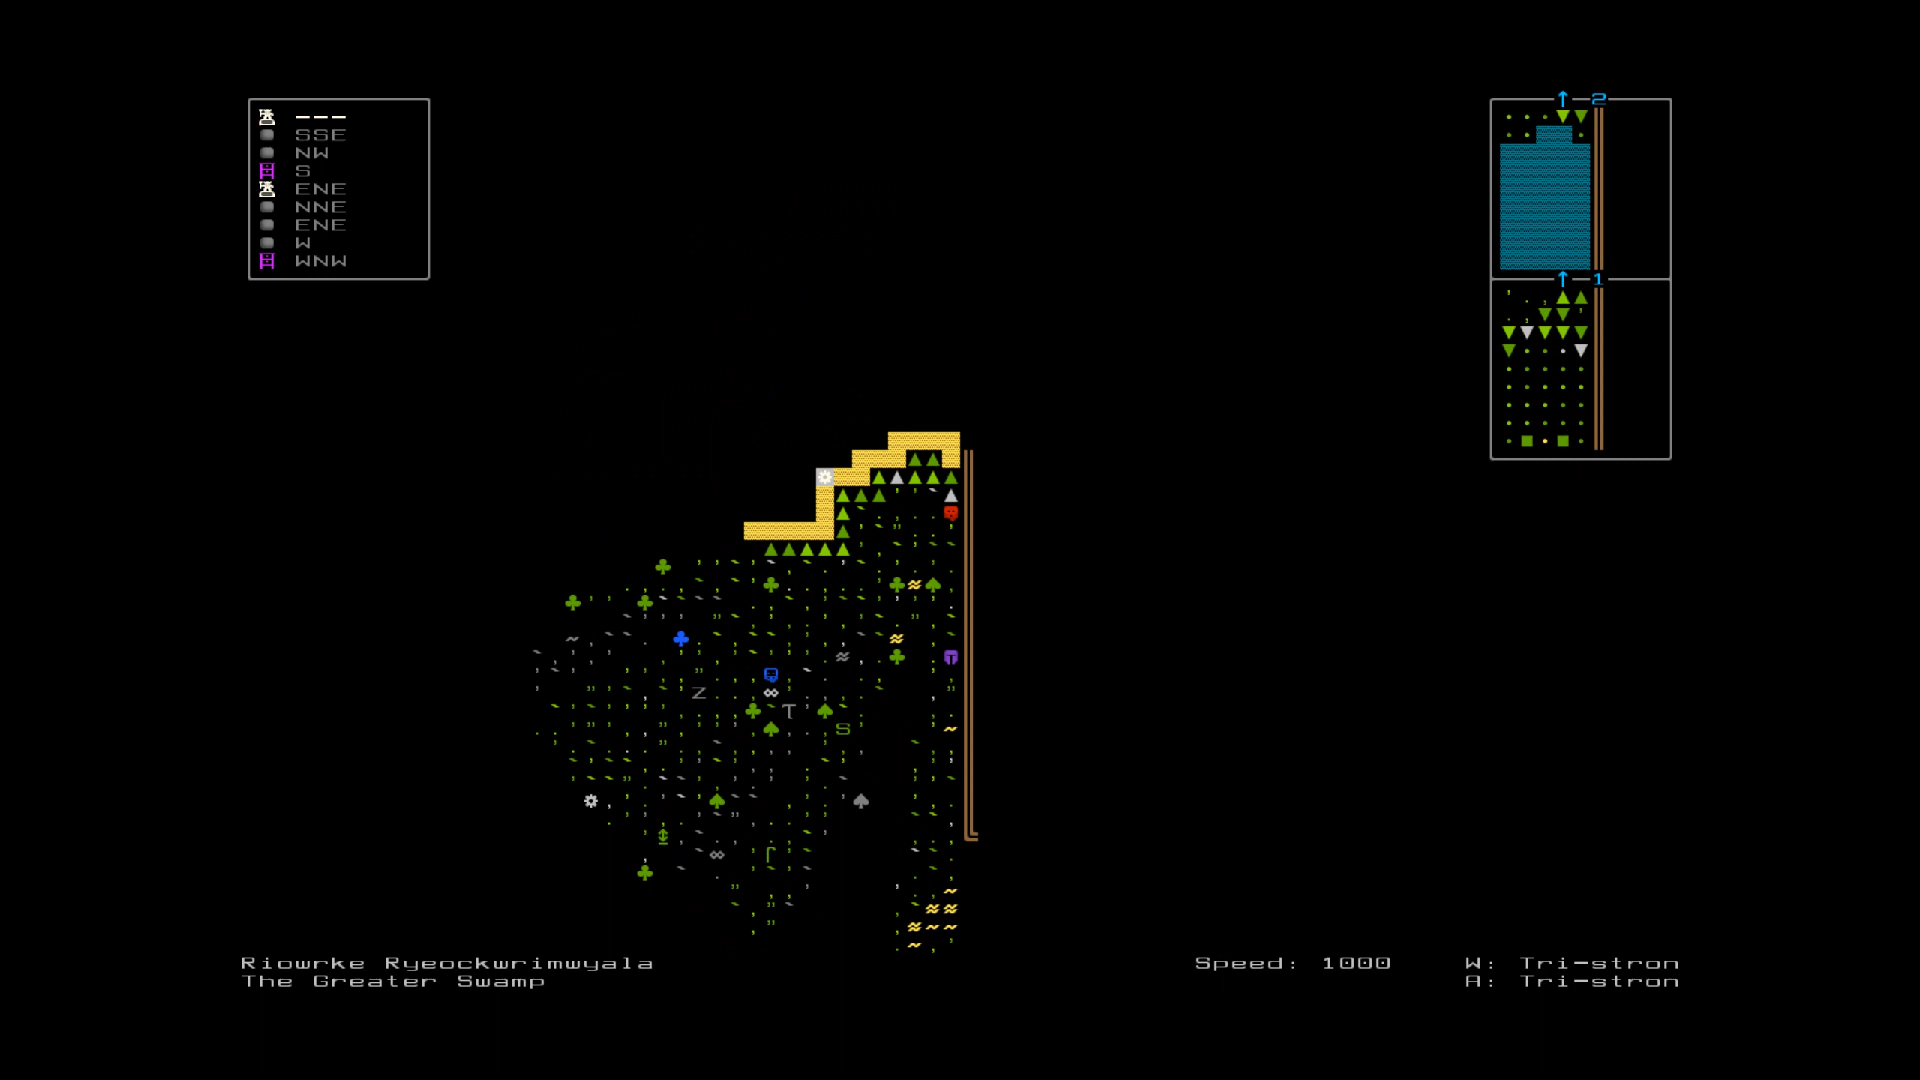 ---
SSE
NW
S
ENE
NNE
ENE
W
WNW
2
1
Z
T
S
Riowrke Ryeockwrimwyala
The Greater Swamp
Speed: 1000
W: Tri-stron
A: Tri-stron